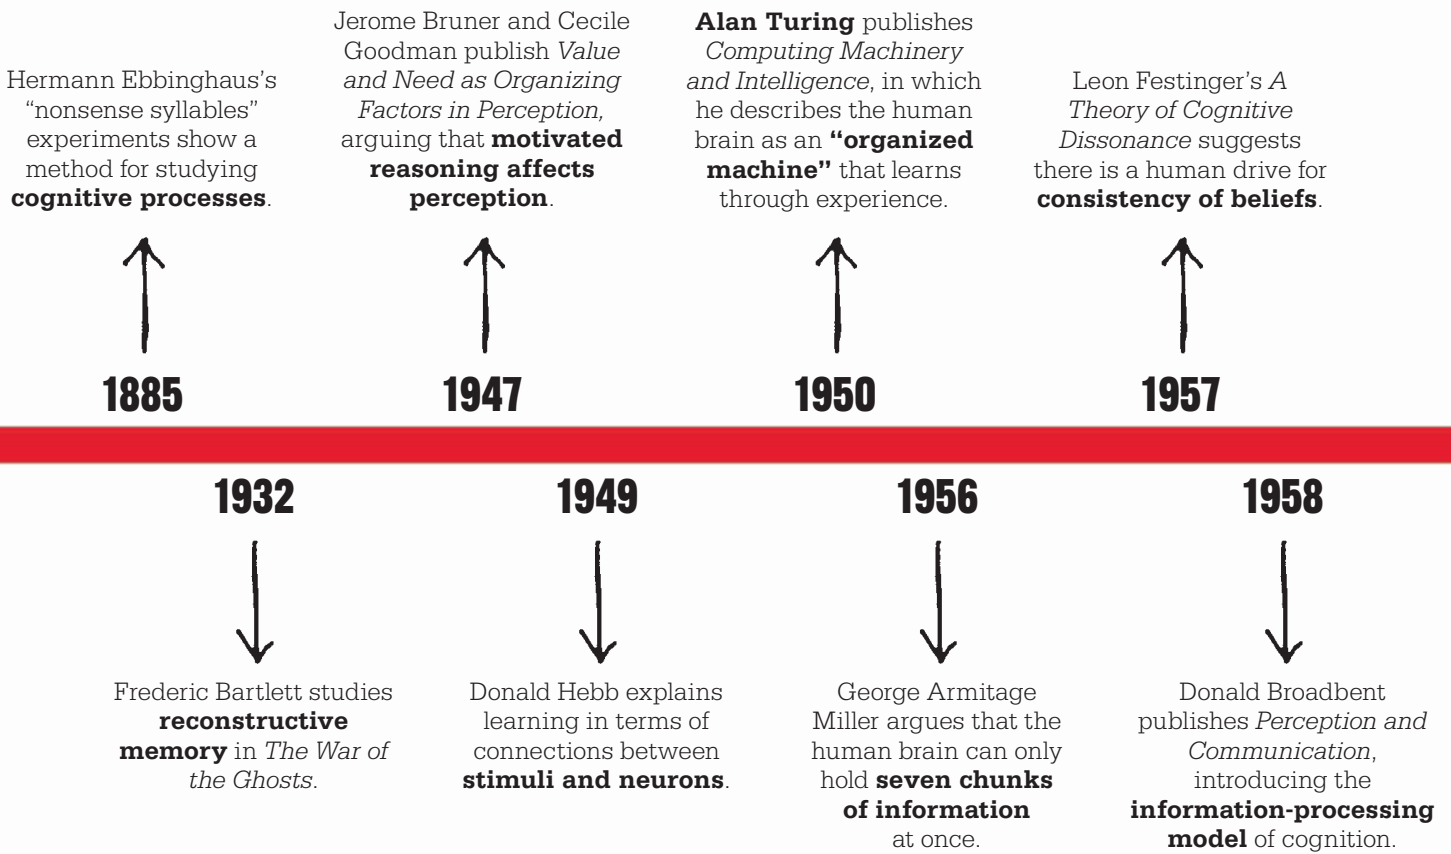 Hermann Ebbinghaus’s
“nonsense syllables”
experiments show a
method for studying
cognitive processes.
1885
Jerome Bruner and Cecile
Goodman publish Value
and Need as Organizing
Factors in Perception,
arguing that motivated
reasoning affects
perception.
1947
Alan Turing publishes
Computing Machinery
and Intelligence, in which
he describes the human
brain as an “organized
machine” that learns
through experience.
1950
Leon Festinger’s A
Theory of Cognitive
Dissonance suggests
there is a human drive for
consistency of beliefs.
1957
1932
Frederic Bartlett studies
reconstructive
memory in The War of
the Ghosts.
1949
Donald Hebb explains
learning in terms of
connections between
stimuli and neurons.
1956
George Armitage
Miller argues that the
human brain can only
hold seven chunks
of information
at once.
1958
Donald Broadbent
publishes Perception and
Communication,
introducing the
information-processing
model of cognition.